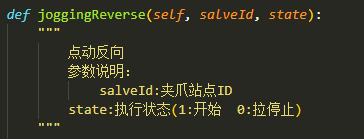 def joggingReverse(self, salveId, state):
"""
点动反向
参数说明:
salveId:夹爪站点ID
state:执行状态(1:开始  0:拉停止)
"""